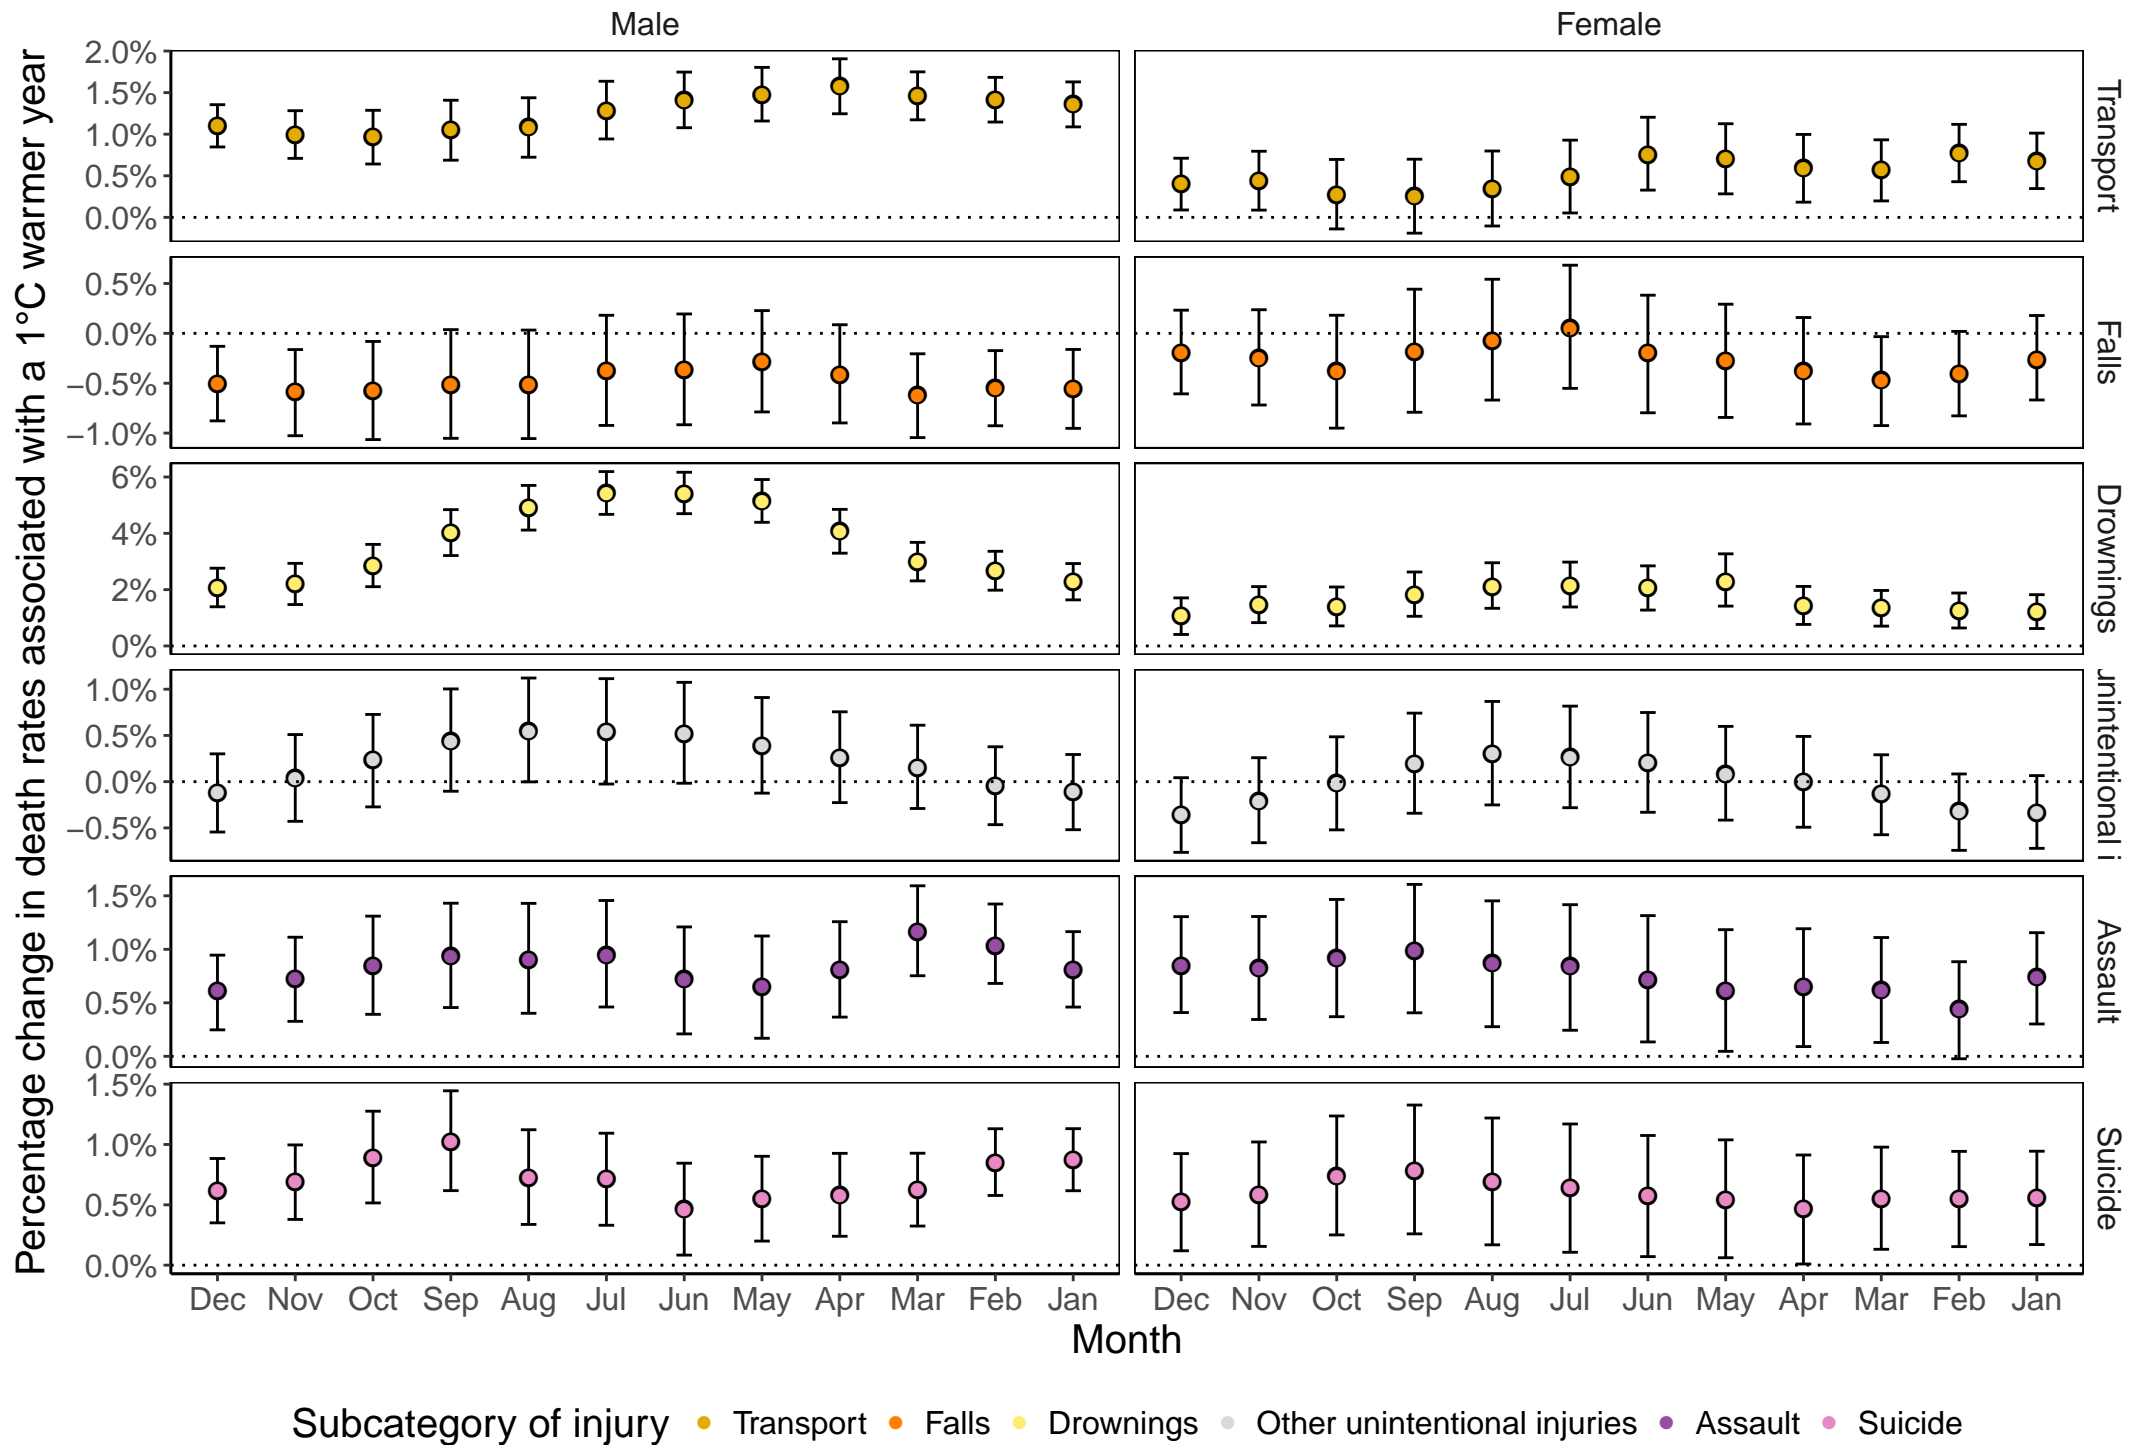 Male Female
Percentage change in death rates associated with a 1°C warmer year
2.0%
1.5%
1.0%
0.5%
0.0%
Transport
0.5%
0.0%
−0.5%
−1.0%
Falls
6%
4%
2%
0%
Drownings
1.0%
0.5%
0.0%
−0.5%
unintentional i
1.5%
1.0%
0.5%
0.0%
Assault
1.5%
1.0%
0.5%
0.0%
Suicide
Dec Nov Oct Sep Aug Jul Jun May Apr Mar Feb Jan Dec Nov Oct Sep Aug Jul Jun May Apr Mar Feb Jan
Month
Subcategory of injury Transport Falls Drownings Other unintentional injuries Assault Suicide